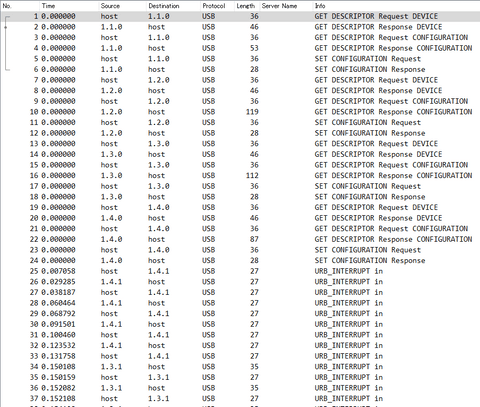 No. Time Source Destination Protocol Length Server Name Info
1 0.000000 host 1.1.0 USB 36 GET DESCRIPTOR Request DEVICE
2 0.000000 1.1.0 host USB 46 GET DESCRIPTOR Response DEVICE
3 0.000000 host 1.1.0 USB 36 GET DESCRIPTOR Request CONFIGURATION
4 0.000000 1.1.0 host USB 53 GET DESCRIPTOR Response CONFIGURATION
5 0.000000 host 1.1.0 USB 36 SET CONFIGURATION Request
6 0.000000 1.1.0 host USB 28 SET CONFIGURATION Response
7 0.000000 host 1.2.0 USB 36 GET DESCRIPTOR Request DEVICE
8 0.000000 1.2.0 host USB 46 GET DESCRIPTOR Response DEVICE
9 0.000000 host 1.2.0 USB 36 GET DESCRIPTOR Request CONFIGURATION
10 0.000000 1.2.0 host USB 119 GET DESCRIPTOR Response CONFIGURATION
11 0.000000 host 1.2.0 USB 36 SET CONFIGURATION Request
12 0.000000 1.2.0 host USB 28 SET CONFIGURATION Response
13 0.000000 host 1.3.0 USB 36 GET DESCRIPTOR Request DEVICE
14 0.000000 1.3.0 host USB 46 GET DESCRIPTOR Response DEVICE
15 0.000000 host 1.3.0 USB 36 GET DESCRIPTOR Request CONFIGURATION
16 0.000000 1.3.0 host USB 112 GET DESCRIPTOR Response CONFIGURATION
17 0.000000 host 1.3.0 USB 36 SET CONFIGURATION Request
18 0.000000 1.3.0 host USB 28 SET CONFIGURATION Response
19 0.000000 host 1.4.0 USB 36 GET DESCRIPTOR Request DEVICE
20 0.000000 1.4.0 host USB 46 GET DESCRIPTOR Response DEVICE
21 0.000000 host 1.4.0 USB 36 GET DESCRIPTOR Request CONFIGURATION
22 0.000000 1.4.0 host USB 87 GET DESCRIPTOR Response CONFIGURATION
23 0.000000 host 1.4.0 USB 36 SET CONFIGURATION Request
24 0.000000 1.4.0 host USB 28 SET CONFIGURATION Response
25 0.007058 host 1.4.1 USB 27 URB_INTERRUPT in
26 0.029285 host 1.4.1 USB 27 URB_INTERRUPT in
27 0.038187 host 1.4.1 USB 27 URB_INTERRUPT in
28 0.060464 host 1.4.1 USB 27 URB_INTERRUPT in
29 0.068792 host 1.4.1 USB 27 URB_INTERRUPT in
30 0.091501 host 1.4.1 USB 27 URB_INTERRUPT in
31 0.100460 host 1.4.1 USB 27 URB_INTERRUPT in
32 0.123532 host 1.4.1 USB 27 URB_INTERRUPT in
33 0.131758 host 1.4.1 USB 27 URB_INTERRUPT in
34 0.150108 1.3.1 host USB 35 URB_INTERRUPT in
35 0.150159 host 1.3.1 USB 27 URB_INTERRUPT in
36 0.152082 1.3.1 host USB 35 URB_INTERRUPT in
37 0.152108 host 1.3.1 USB 27 URB_INTERRUPT in